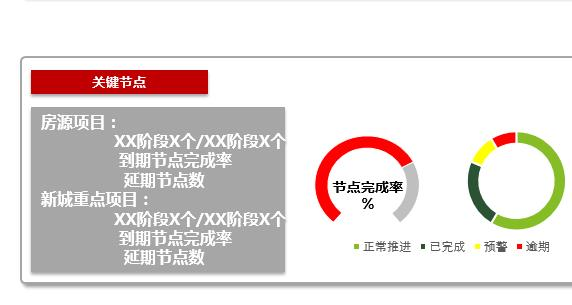 关键节点
房源项目：
XX阶段X个/XX阶段X个
到期节点完成率
延期节点数
新城重点项目：
XX阶段X个/XX阶段X个
到期节点完成率
延期节点数
节点完成率
%
正常推进 已完成 预警 逾期